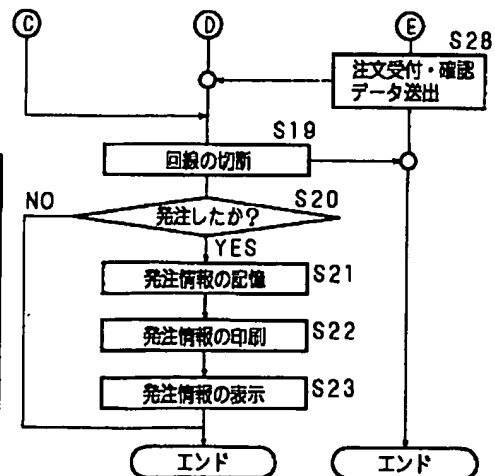 C
D
E
S28
注文受付・確認
データ送出
S19
回線の切断
NO
発注したか?
S20
YES
発注情報の記憶
S21
発注情報の印刷
S22
発注情報の表示
S23
エンド
エンド